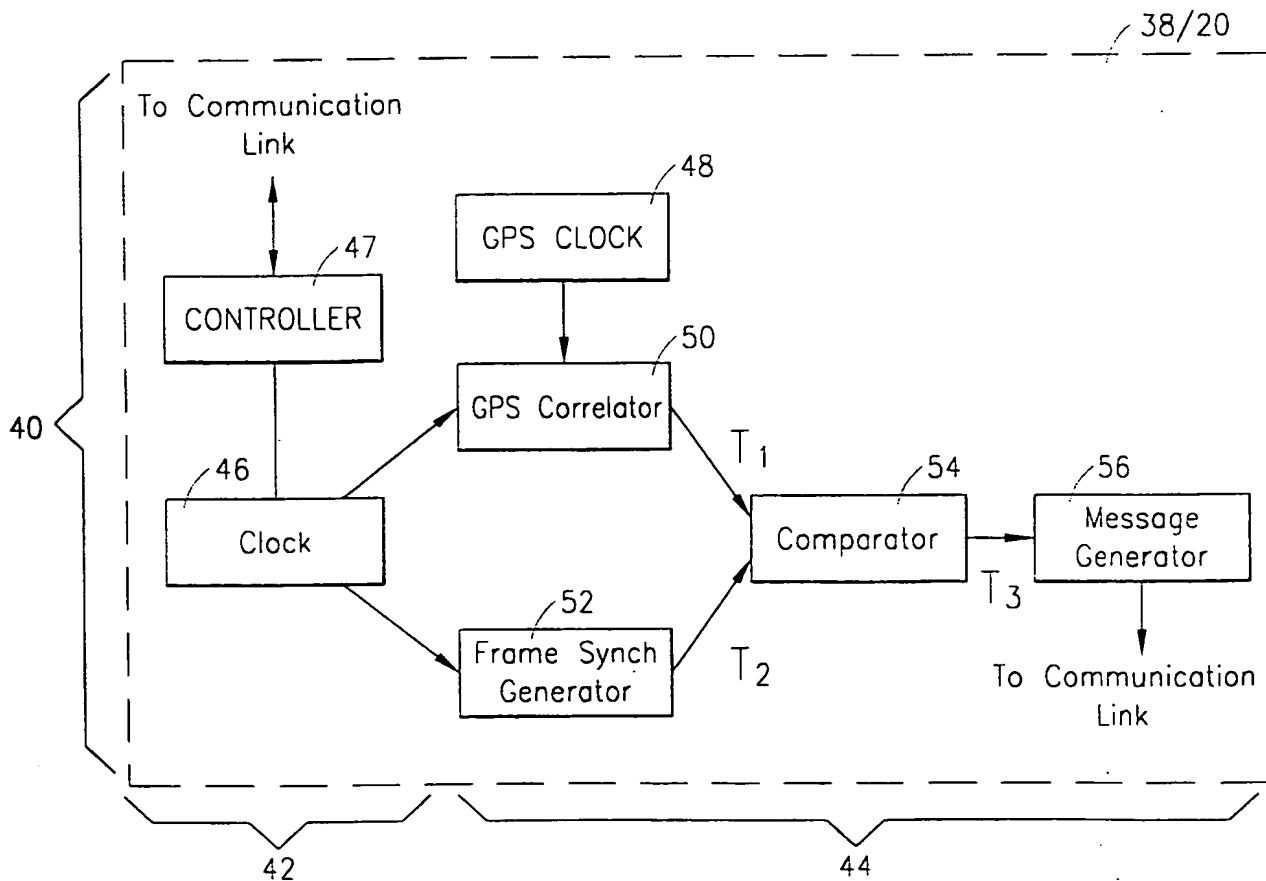 38/20
To Communication
Link
48
GPS CLOCK
47
CONTROLLER
50
GPS Correlator
40
T1
46
Clock
54
Comparator
56
Message
Generator
T3
52
Frame Synch
Generator
T2
To Communication
Link
42
44